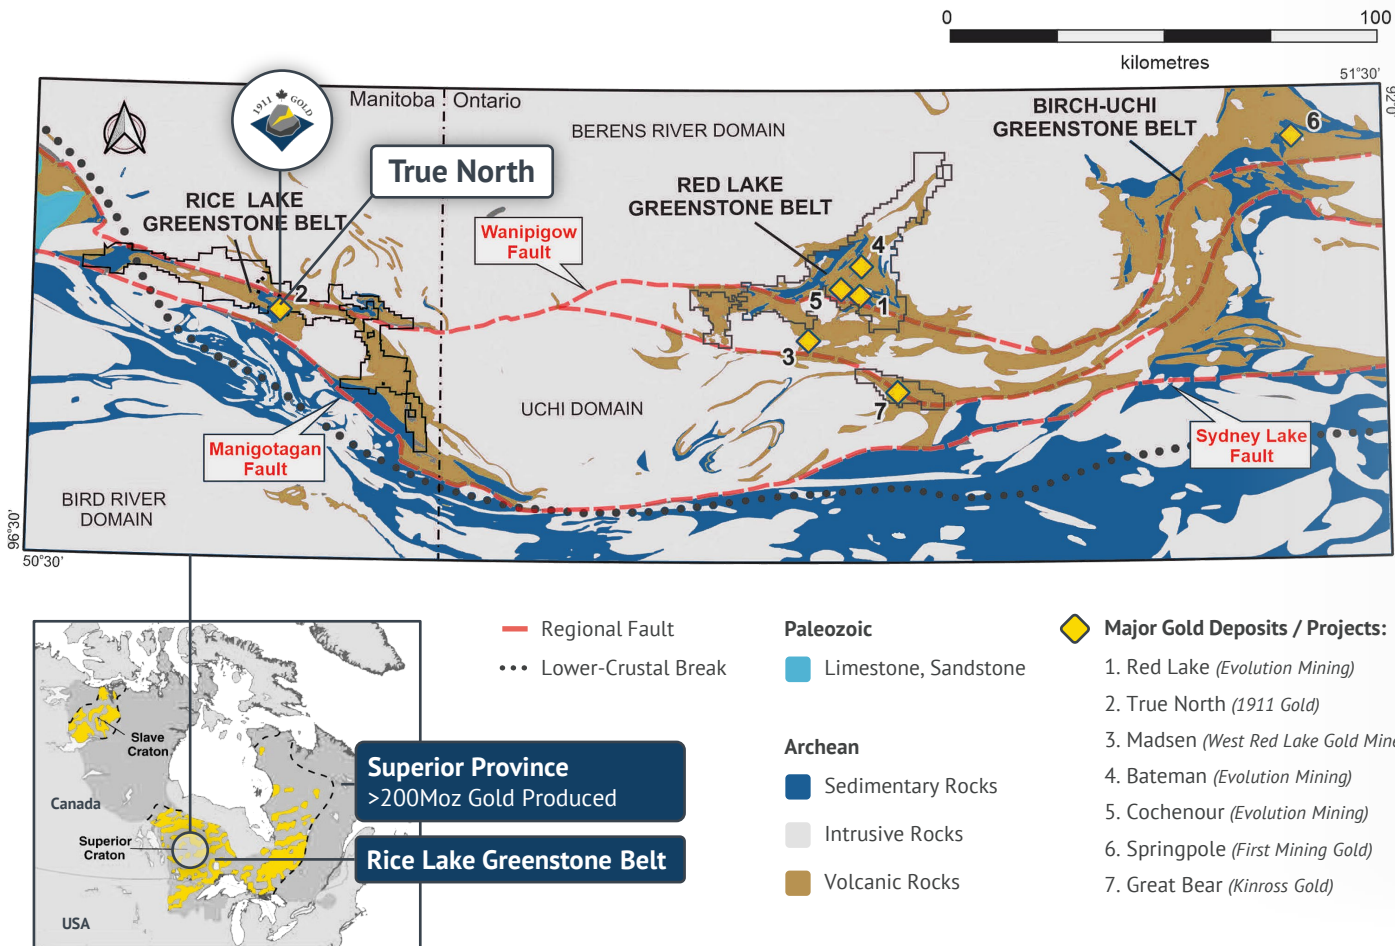 0 100
kilometres
51°30'
92°0'
1911 GOLD
Manitoba Ontario
BERENS RIVER DOMAIN
BIRCH-UCHI
GREENSTONE BELT
6
True North
RICE LAKE
GREENSTONE BELT
RED LAKE
GREENSTONE BELT
Wanipigow
Fault
4
2
5
1
3
7
UCHI DOMAIN
Manigotagan
Fault
Sydney Lake
Fault
BIRD RIVER
DOMAIN
96°30'
50°30'
Slave
Craton
Canada
Superior
Craton
USA
Superior Province
>200Moz Gold Produced
Rice Lake Greenstone Belt
Regional Fault
Lower-Crustal Break
Paleozoic
Limestone, Sandstone
Archean
Sedimentary Rocks
Intrusive Rocks
Volcanic Rocks
Major Gold Deposits / Projects:
1. Red Lake (Evolution Mining)
2. True North (1911 Gold)
3. Madsen (West Red Lake Gold Mine
4. Bateman (Evolution Mining)
5. Cochenour (Evolution Mining)
6. Springpole (First Mining Gold)
7. Great Bear (Kinross Gold)